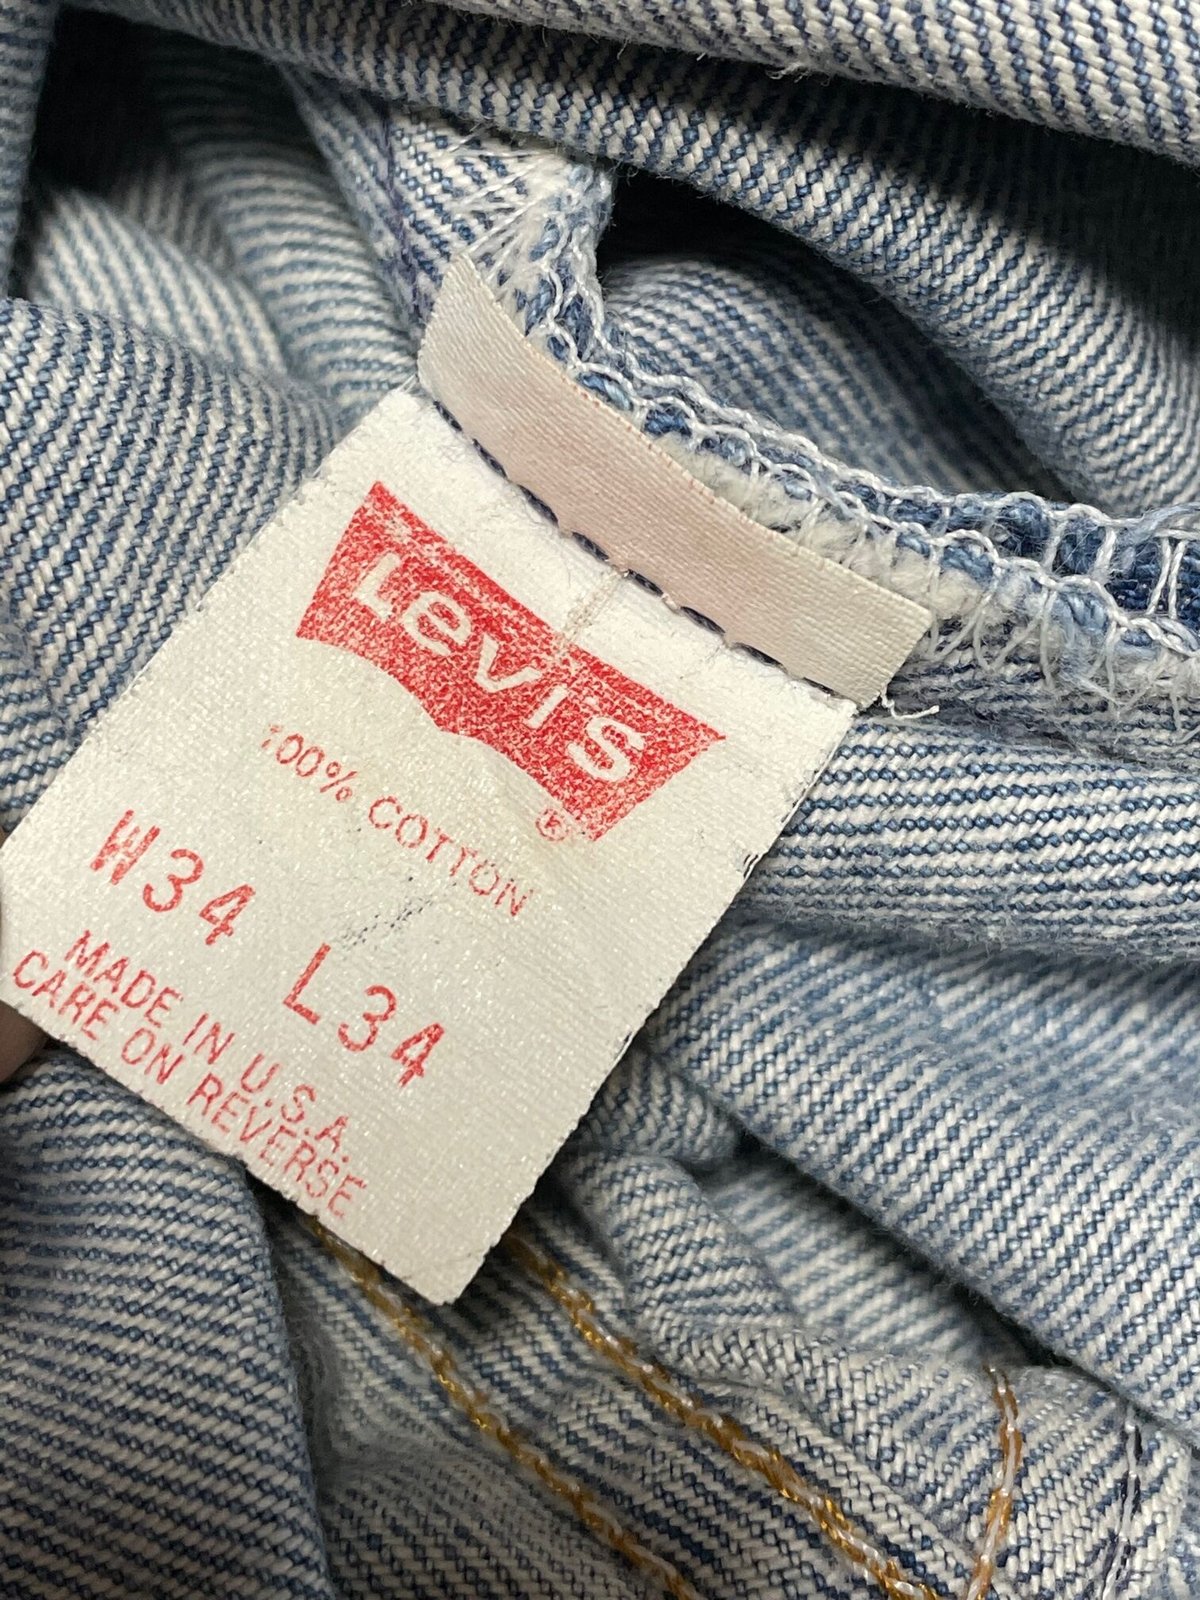 Levi's
®
100% COTTON
W34 L34
MADE IN U.S.A.
CARE ON REVERSE